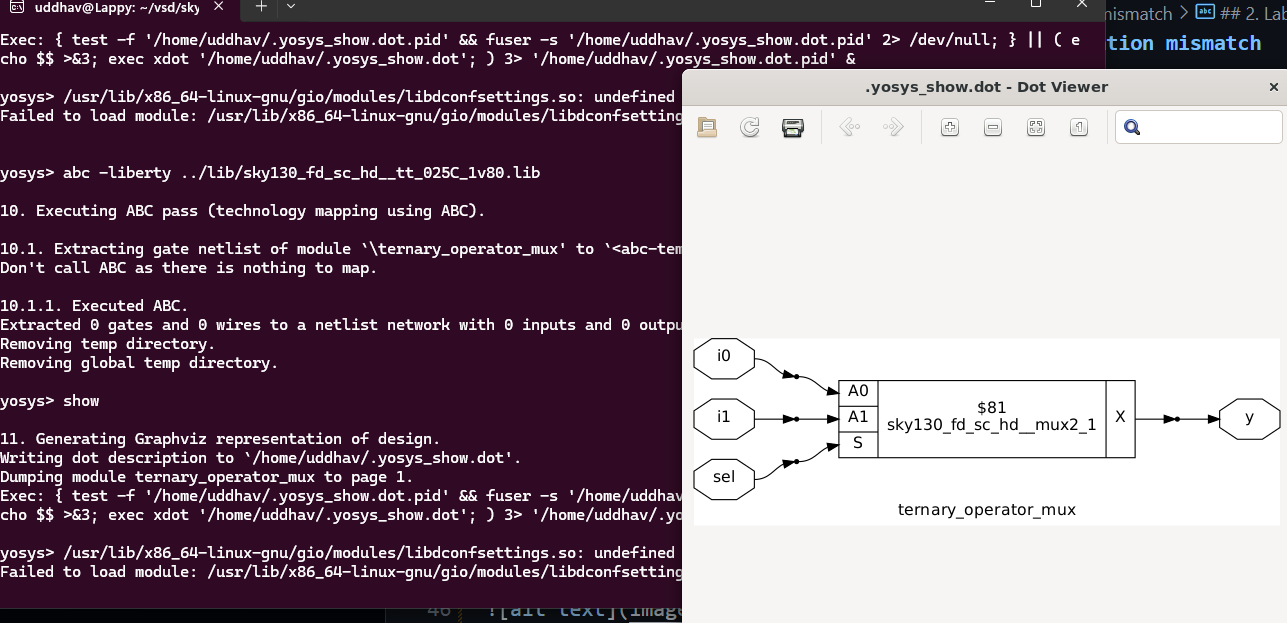 uddhav@Lappy: ~/vsd/sky
Exec: { test -f '/home/uddhav/.yosys_show.dot.pid' && fuser -s '/home/uddhav/.yosys_show.dot.pid' 2> /dev/null; } || ( e
cho $$ >&3; exec xdot '/home/uddhav/.yosys_show.dot'; ) 3> '/home/uddhav/.yosys_show.dot.pid' &
yosys> /usr/lib/x86_64-linux-gnu/gio/modules/libdconfsettings.so: undefined
Failed to load module: /usr/lib/x86_64-linux-gnu/gio/modules/libdconfsetting
yosys> abc -liberty ../lib/sky130_fd_sc_hd__tt_025C_1v80.lib
10. Executing ABC pass (technology mapping using ABC).
10.1. Extracting gate netlist of module `\ternary_operator_mux' to `<abc-tem
Don't call ABC as there is nothing to map.
10.1.1. Executed ABC.
Extracted 0 gates and 0 wires to a netlist network with 0 inputs and 0 outpu
Removing temp directory.
Removing global temp directory.
yosys> show
11. Generating Graphviz representation of design.
Writing dot description to `/home/uddhav/.yosys_show.dot'.
Dumping module ternary_operator_mux to page 1.
Exec: { test -f '/home/uddhav/.yosys_show.dot.pid' && fuser -s '/home/uddhav
cho $$ >&3; exec xdot '/home/uddhav/.yosys_show.dot'; ) 3> '/home/uddhav/.yo
yosys> /usr/lib/x86_64-linux-gnu/gio/modules/libdconfsettings.so: undefined
Failed to load module: /usr/lib/x86_64-linux-gnu/gio/modules/libdconfsetting
ismatch > abc ## 2. Lab
tion mismatch
.yosys_show.dot - Dot Viewer
1
i0
i1
sel
A0
A1
S
$81
sky130_fd_sc_hd__mux2_1
X
y
ternary_operator_mux
46 ![alt text](image